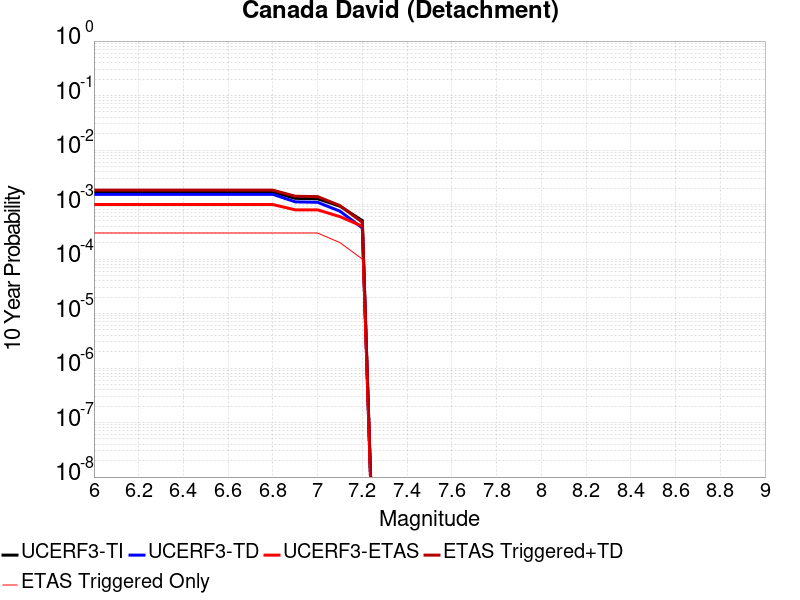 Canada David (Detachment)
10 0
10 -1
10 -2
10 -3
10 -4
10 -5
10 -6
10 -7
10 -8
10 Year Probability
6 6.2 6.4 6.6 6.8 7 7.2 7.4 7.6 7.8 8 8.2 8.4 8.6 8.8 9
Magnitude
UCERF3-TI UCERF3-TD UCERF3-ETAS ETAS Triggered+TD
ETAS Triggered Only